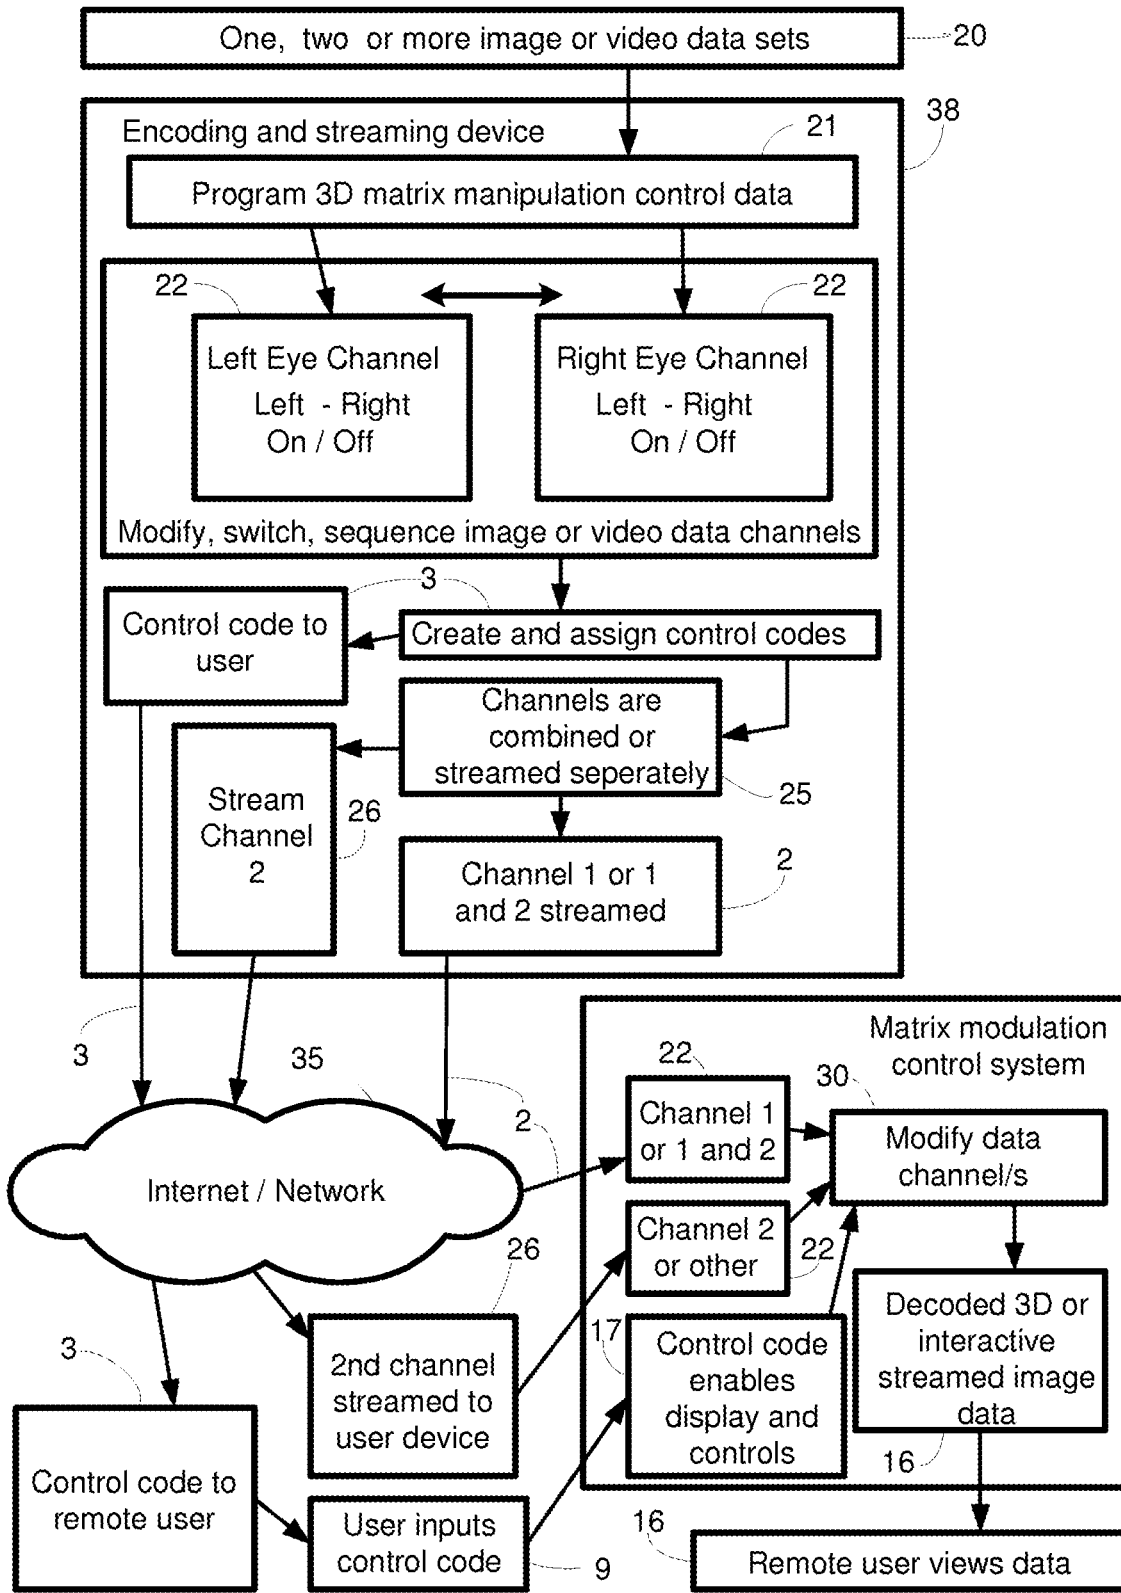 One, two or more image or video data sets
20
38
Encoding and streaming device
21
Program 3D matrix manipulation control data
22
22
Left Eye Channel
Left - Right
On / Off
Right Eye Channel
Left - Right
On / Off
Modify, switch, sequence image or video data channels
3
Control code to
user
Create and assign control codes
Channels are
combined or
streamed seperately
25
Stream
Channel
2
26
Channel 1 or 1
and 2 streamed
2
3
35
2
Internet / Network
Matrix modulation
control system
22
Channel 1
or 1 and 2
30
Modify data
channel/s
Channel 2
or other
22
26
2nd channel
streamed to
user device
17
Control code
enables
display and
controls
Decoded 3D or
interactive
streamed image
data
16
3
Control code to
remote user
User inputs
control code
9
16
Remote user views data